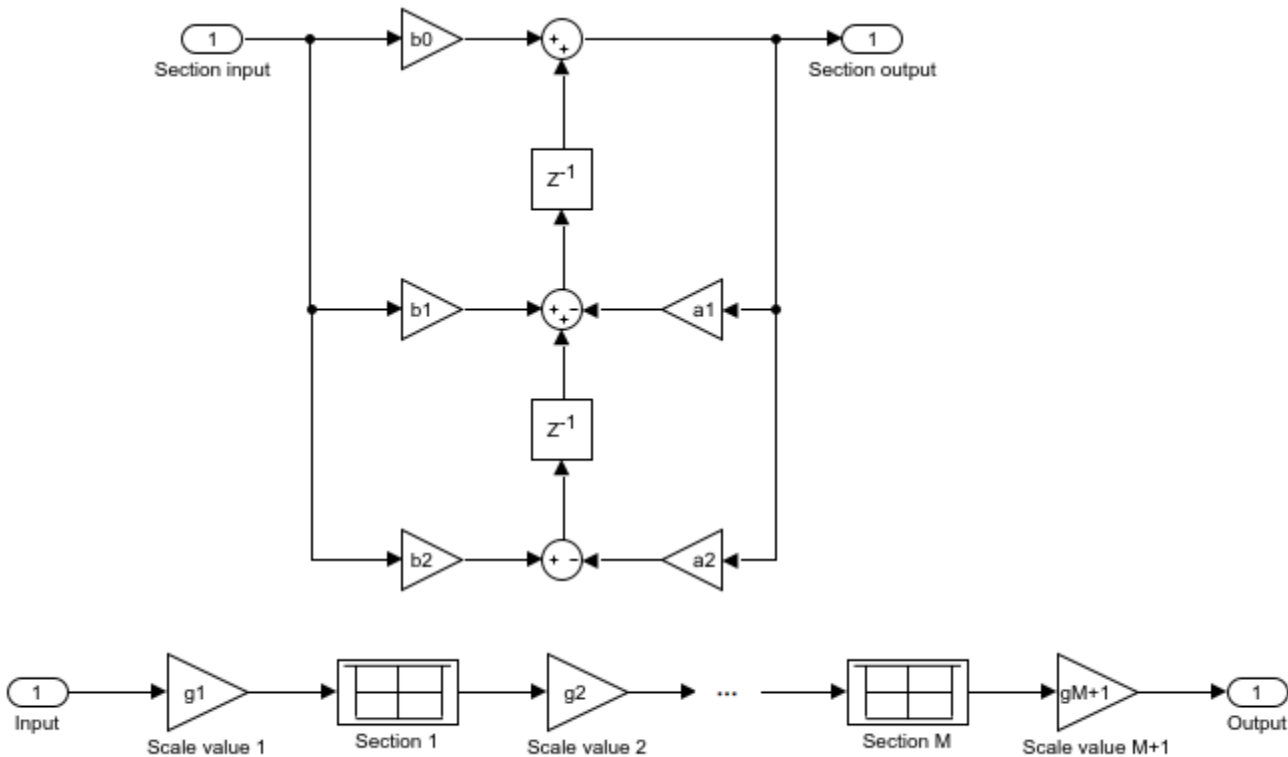 1
Section input
b0
+
+
1
Section output
Z-1
b1
+
+
−
a1
Z-1
b2
+
−
a2
1
Input
g1
Scale value 1
Section 1
g2
Scale value 2
...
Section M
gM+1
Scale value M+1
1
Output